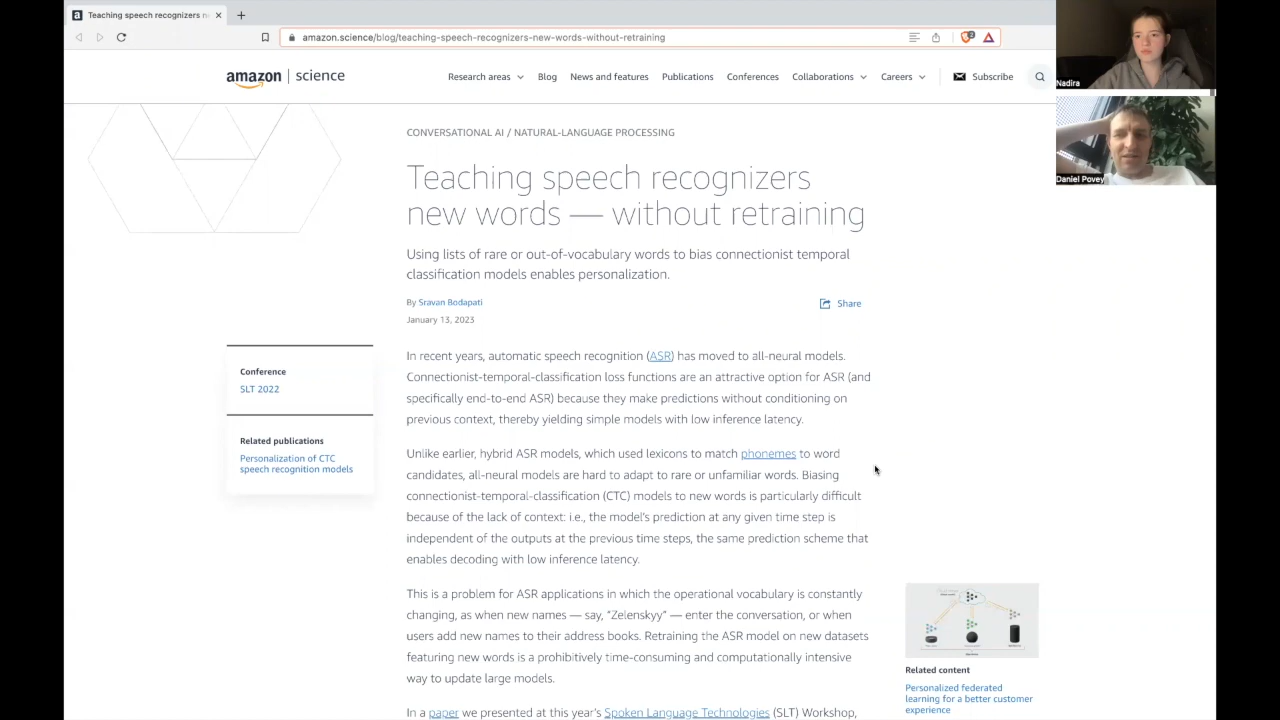 Teaching speech recognizers n
amazon.science/blog/teaching-speech-recognizers-new-words-without-retraining
2
amazon | science
Research areas
Blog
News and features
Publications
Conferences
Collaborations
Careers
Subscribe
Nadira
Daniel Povey
CONVERSATIONAL AI / NATURAL-LANGUAGE PROCESSING
Teaching speech recognizers
new words — without retraining
Using lists of rare or out-of-vocabulary words to bias connectionist temporal
classification models enables personalization.
By Sravan Bodapati
Share
January 13, 2023
Conference
SLT 2022
Related publications
Personalization of CTC
speech recognition models
In recent years, automatic speech recognition (ASR) has moved to all-neural models.
Connectionist-temporal-classification loss functions are an attractive option for ASR (and
specifically end-to-end ASR) because they make predictions without conditioning on
previous context, thereby yielding simple models with low inference latency.
Unlike earlier, hybrid ASR models, which used lexicons to match phonemes to word
candidates, all-neural models are hard to adapt to rare or unfamiliar words. Biasing
connectionist-temporal-classification (CTC) models to new words is particularly difficult
because of the lack of context: i.e., the model's prediction at any given time step is
independent of the outputs at the previous time steps, the same prediction scheme that
enables decoding with low inference latency.
This is a problem for ASR applications in which the operational vocabulary is constantly
changing, as when new names — say, “Zelenskyy” — enter the conversation, or when
users add new names to their address books. Retraining the ASR model on new datasets
featuring new words is a prohibitively time-consuming and computationally intensive
way to update large models.
In a paper we presented at this year's Spoken Language Technologies (SLT) Workshop,
Related content
Personalized federated
learning for a better customer
experience